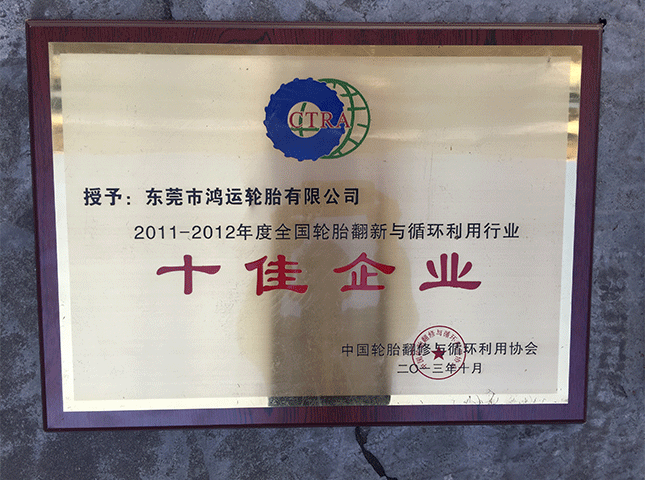 CTRA
授予：东莞市鸿运轮胎有限公司
2011-2012年度全国轮胎翻新与循环利用行业
十佳企业
中国轮胎翻修与循环利用协会
二〇一三年十月